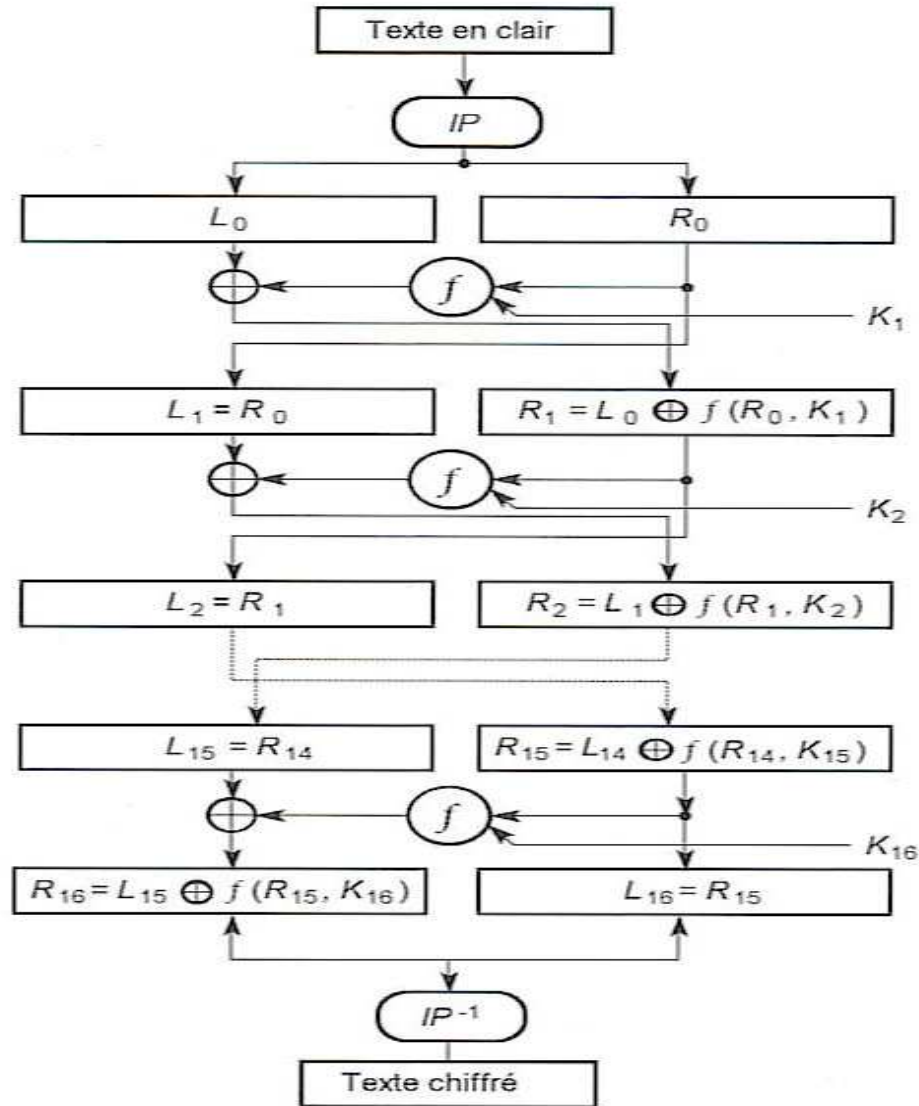 Texte en clair
IP
L₀ R₀
f
K₁
L₁ = R₀ R₁ = L₀ ⊕ f (R₀, K₁)
f
K₂
L₂ = R₁ R₂ = L₁ ⊕ f (R₁, K₂)
L₁₅ = R₁₄ R₁₅ = L₁₄ ⊕ f (R₁₄, K₁₅)
f
K₁₆
R₁₆ = L₁₅ ⊕ f (R₁₅, K₁₆) L₁₆ = R₁₅
IP⁻¹
Texte chiffré